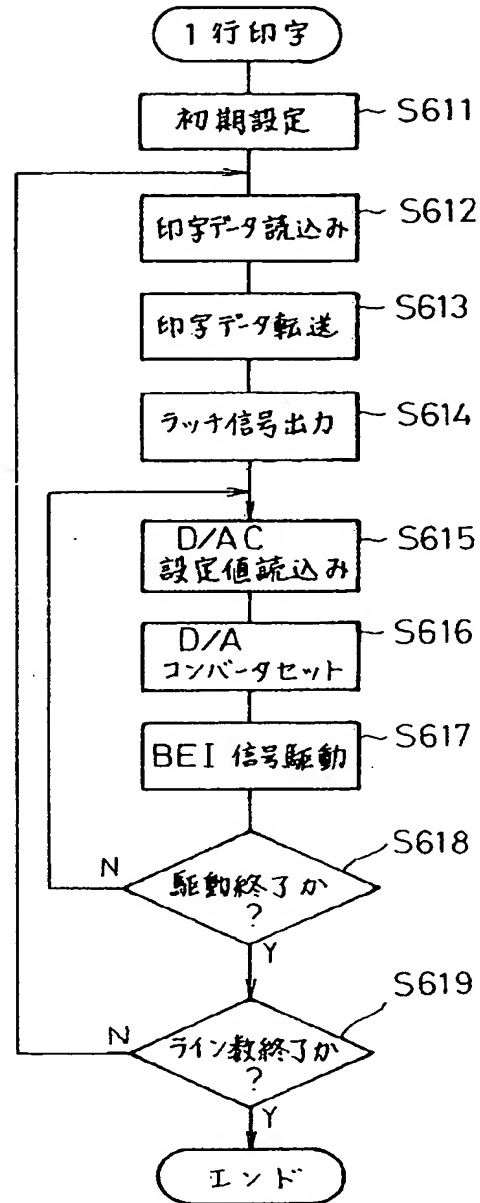 1行印字
初期設定
S611
印字データ読込み
S612
印字データ転送
S613
ラッチ信号出力
S614
D/AC
設定値読込み
S615
D/A
コンバータセット
S616
BEI 信号駆動
S617
S618
N
駆動終了か
?
Y
S619
N
ライン数終了か
?
Y
エンド